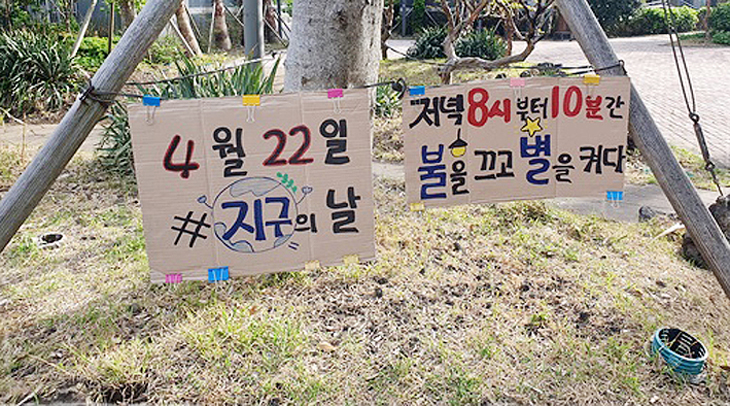 4월 22일
#지구의 날
"저녁 8시부터 10분간
불을 끄고 별을 켜다